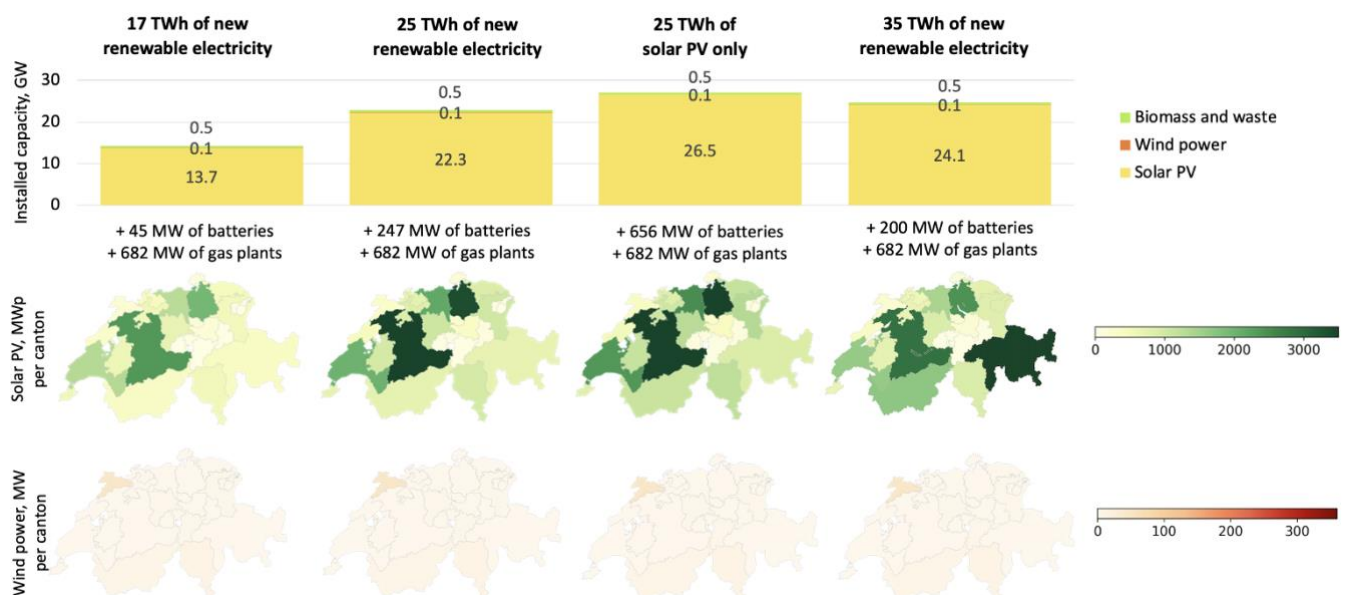 17 TWh of new
renewable electricity
25 TWh of new
renewable electricity
25 TWh of
solar PV only
35 TWh of new
renewable electricity
Installed capacity, GW
30
20
10
0
0.5
0.1
13.7
0.5
0.1
22.3
0.5
0.1
26.5
0.5
0.1
24.1
Biomass and waste
Wind power
Solar PV
+ 45 MW of batteries
+ 682 MW of gas plants
+ 247 MW of batteries
+ 682 MW of gas plants
+ 656 MW of batteries
+ 682 MW of gas plants
+ 200 MW of batteries
+ 682 MW of gas plants
Solar PV, MWp
per canton
0 1000 2000 3000
Wind power, MW
per canton
0 100 200 300